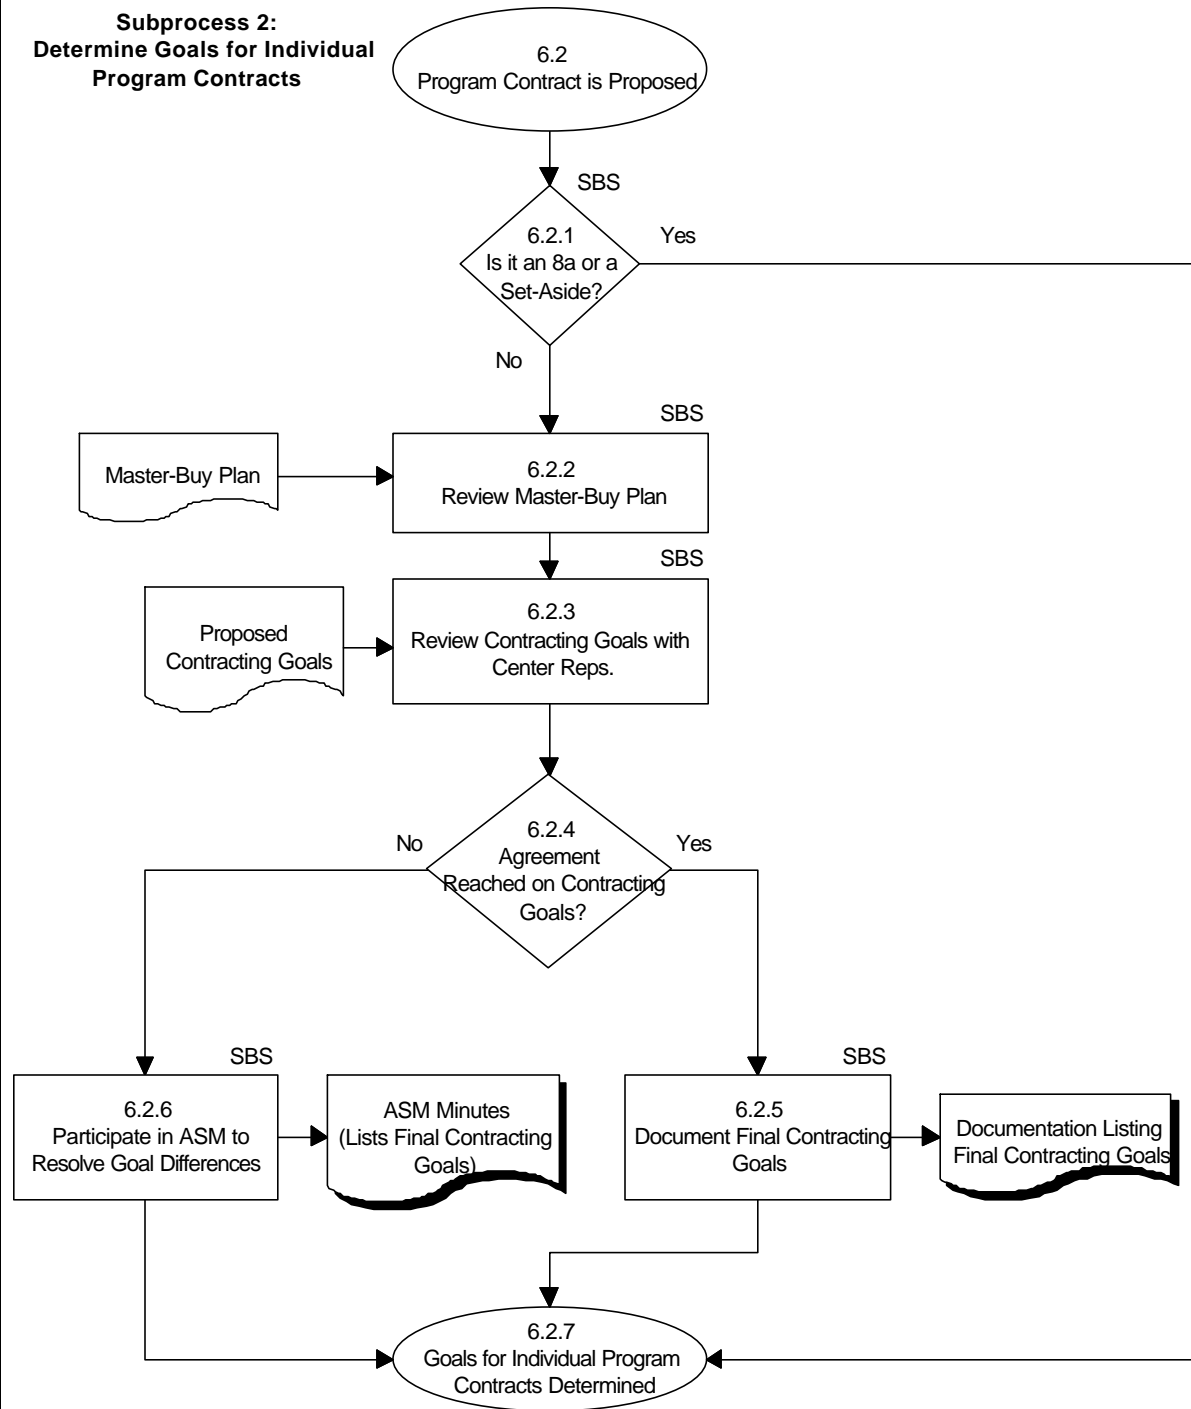 Subprocess 2:
Determine Goals for Individual
Program Contracts
6.2
Program Contract is Proposed
SBS
6.2.1
Is it an 8a or a
Set-Aside?
Yes
No
SBS
Master-Buy Plan
6.2.2
Review Master-Buy Plan
SBS
Proposed
Contracting Goals
6.2.3
Review Contracting Goals with
Center Reps.
No
6.2.4
Agreement
Reached on Contracting
Goals?
Yes
SBS
6.2.6
Participate in ASM to
Resolve Goal Differences
ASM Minutes
(Lists Final Contracting
Goals)
SBS
6.2.5
Document Final Contracting
Goals
Documentation Listing
Final Contracting Goals
6.2.7
Goals for Individual Program
Contracts Determined